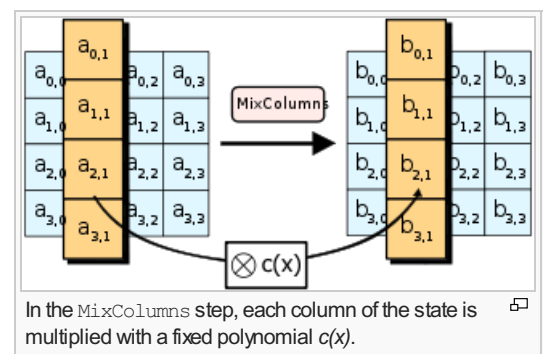 a0,1 b0,1
a0,0 a0,2 a0,3 b0,0 b0,2 b0,3
MixColumns
a1,1 b1,1
a1,0 a1,2 a1,3 b1,0 b1,2 b1,3
a2,0 a2,1 a2,2 a2,3 b2,0 b2,1 b2,2 b2,3
a3,0 a3,2 a3,3 b3,0 b3,2 b3,3
a3,1 b3,1
⊗ c(x)
In the MixColumns step, each column of the state is
multiplied with a fixed polynomial c(x).